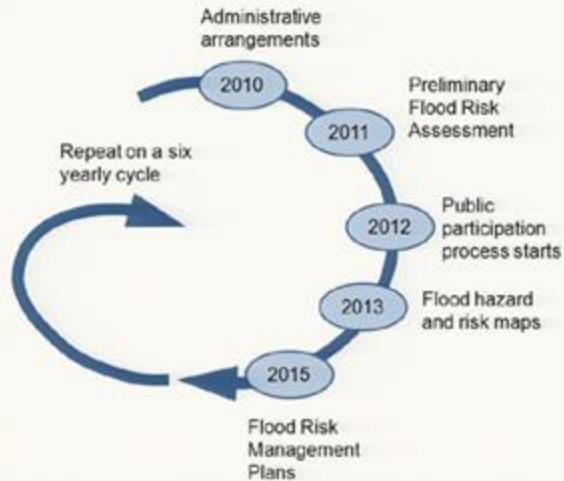 Administrative
arrangements
2010
Preliminary
Flood Risk
Assessment
2011
Repeat on a six
yearly cycle
Public
participation
process starts
2012
Flood hazard
and risk maps
2013
2015
Flood Risk
Management
Plans